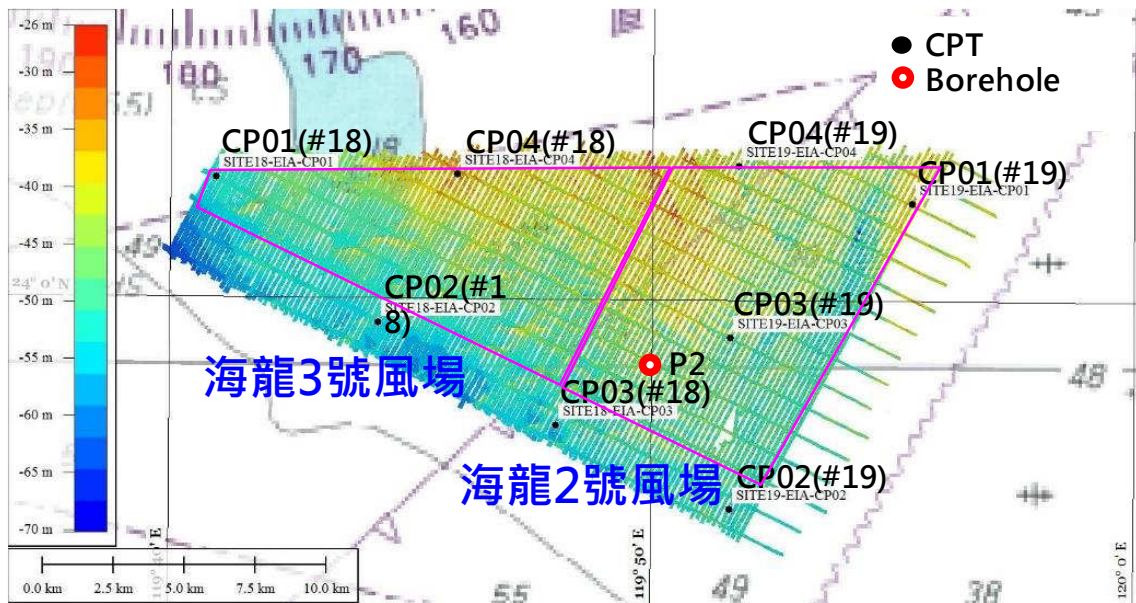 -26 m
-30 m
-35 m
-40 m
-45 m
-50 m
-55 m
-60 m
-65 m
-70 m
180
170
160
CPT
Borehole
CP01(#18)
SITE18-EIA-CP01
CP04(#18)
SITE18-EIA-CP04
CP04(#19)
SITE19-EIA-CP04
CP01(#19)
SITE19-EIA-CP01
49
24° 0' N
CP02(#1
8)
SITE18-EIA-CP02
CP03(#19)
SITE19-EIA-CP03
P2
48
海龍3號風場
CP03(#18)
SITE18-EIA-CP03
海龍2號風場
CP02(#19)
SITE19-EIA-CP02
119° 40' E
119° 50' E
120° 0' E
0.0 km
2.5 km
5.0 km
7.5 km
10.0 km
55
49
38